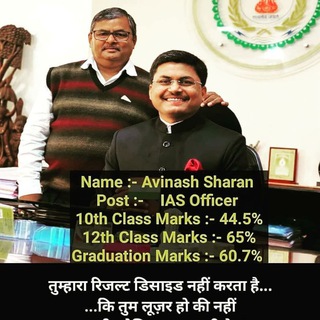 Name :- Avinash Sharan
Post :- IAS Officer
10th Class Marks :- 44.5%
12th Class Marks :- 65%
Graduation Marks :- 60.7%
तुम्हारा रिजल्ट डिसाइड नहीं करता है...
...कि तुम लूज़र हो की नहीं